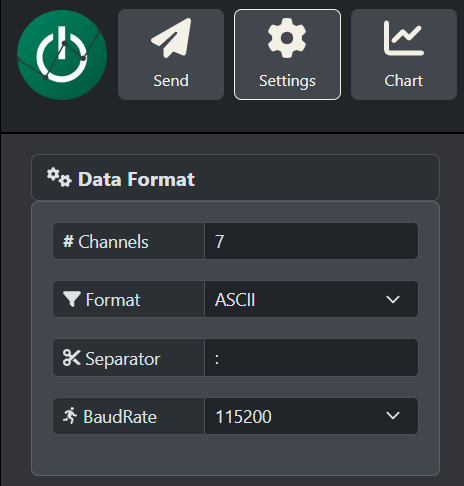 Send Settings Chart
Data Format
# Channels 7
Format ASCII
Separator :
BaudRate 115200